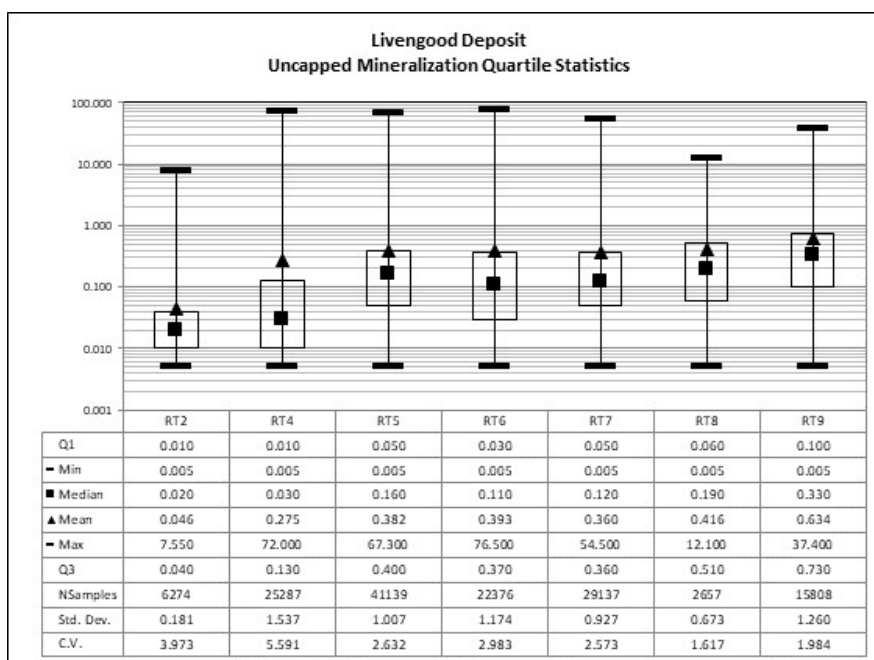 Livengood Deposit
Uncapped Mineralization Quartile Statistics
100.000
10.000
1.000
0.100
0.010
0.001
RT2 RT4 RT5 RT6 RT7 RT8 RT9
Q1 0.010 0.010 0.050 0.030 0.050 0.060 0.100
Min 0.005 0.005 0.005 0.005 0.005 0.005 0.005
Median 0.020 0.030 0.160 0.110 0.120 0.190 0.330
Mean 0.046 0.275 0.382 0.393 0.360 0.416 0.634
Max 7.550 72.000 67.300 76.500 54.500 12.100 37.400
Q3 0.040 0.130 0.400 0.370 0.360 0.510 0.730
NSamples 6274 25287 41139 22376 29137 2657 15808
Std. Dev. 0.181 1.537 1.007 1.174 0.927 0.673 1.260
C.V. 3.973 5.591 2.632 2.983 2.573 1.617 1.984